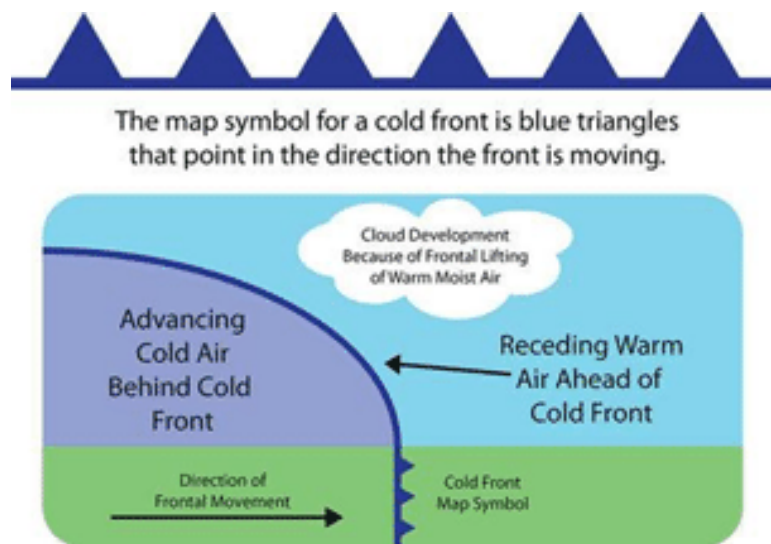 The map symbol for a cold front is blue triangles
that point in the direction the front is moving.
Cloud Development
Because of Frontal Lifting
of Warm Moist Air
Advancing
Cold Air
Behind Cold
Front
Receding Warm
Air Ahead of
Cold Front
Direction of
Frontal Movement
Cold Front
Map Symbol